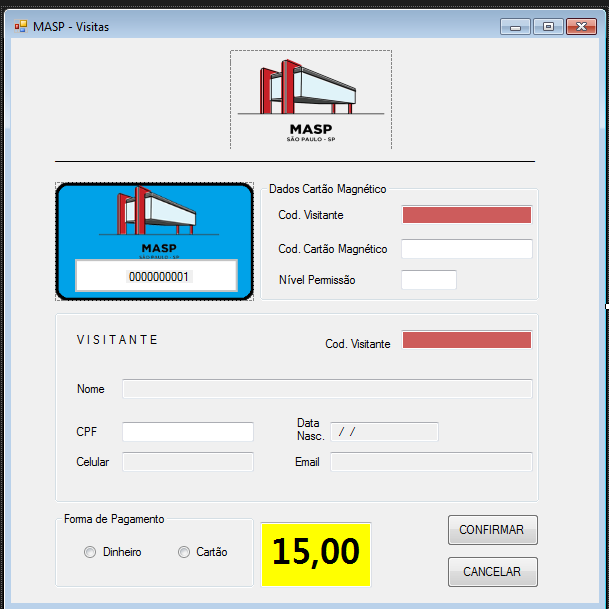 MASP - Visitas
MASP
SÃO PAULO - SP
Dados Cartão Magnético
Cod. Visitante
MASP
SÃO PAULO - SP
Cod. Cartão Magnético
0000000001
Nível Permissão
VISITANTE
Cod. Visitante
Nome
CPF
Data
Nasc.
/ /
Celular
Email
Forma de Pagamento
Dinheiro
Cartão
15,00
CONFIRMAR
CANCELAR